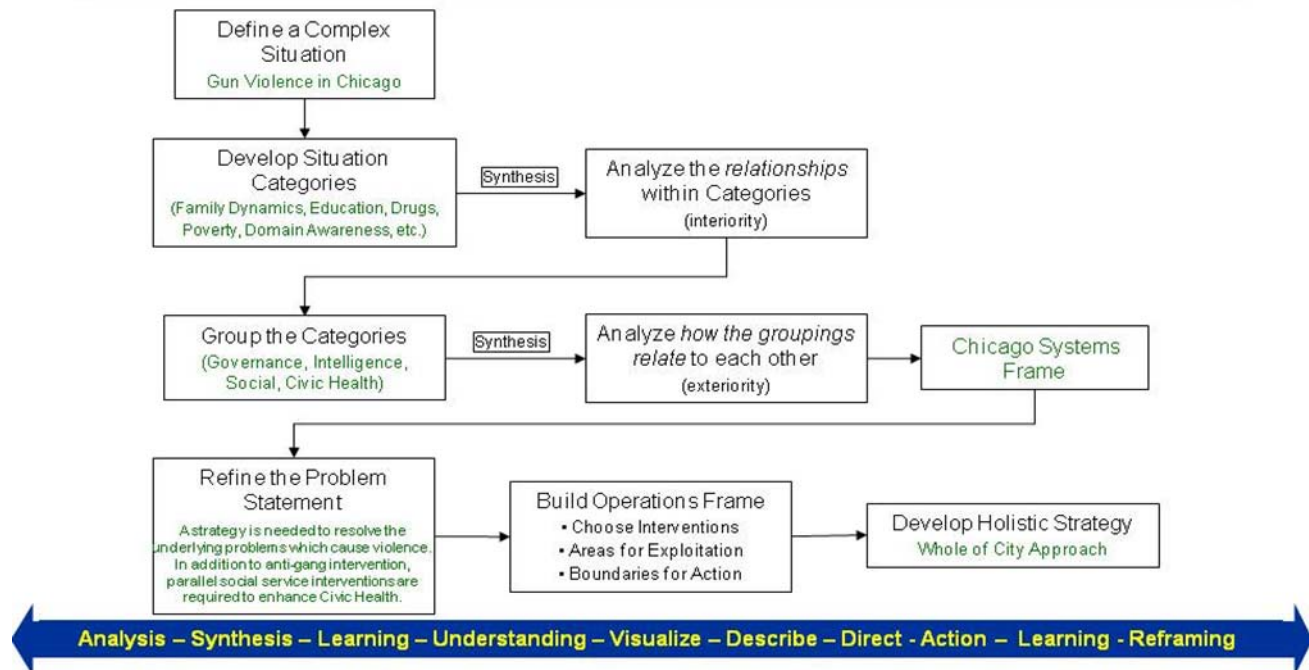 Define a Complex
Situation
Gun Violence in Chicago
Develop Situation
Categories
(Family Dynamics, Education, Drugs,
Poverty, Domain Awareness, etc.)
Synthesis
Analyze the relationships
within Categories
(interiority)
Group the Categories
(Governance, Intelligence,
Social, Civic Health)
Synthesis
Analyze how the groupings
relate to each other
(exteriority)
Chicago Systems
Frame
Refine the Problem
Statement
A strategy is needed to resolve the
underlying problems which cause violence.
In addition to anti-gang intervention,
parallel social service interventions are
required to enhance Civic Health.
Build Operations Frame
▪ Choose Interventions
▪ Areas for Exploitation
▪ Boundaries for Action
Develop Holistic Strategy
Whole of City Approach
Analysis – Synthesis – Learning – Understanding – Visualize – Describe – Direct - Action – Learning - Reframing